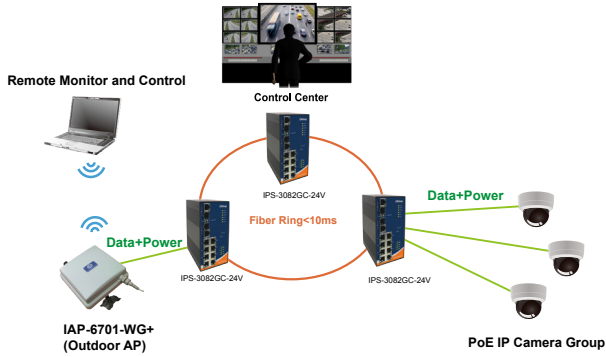 Control Center
Remote Monitor and Control
IPS-3082GC-24V
Fiber Ring<10ms
Data+Power
Data+Power
IPS-3082GC-24V
IPS-3082GC-24V
IAP-6701-WG+
(Outdoor AP)
PoE IP Camera Group